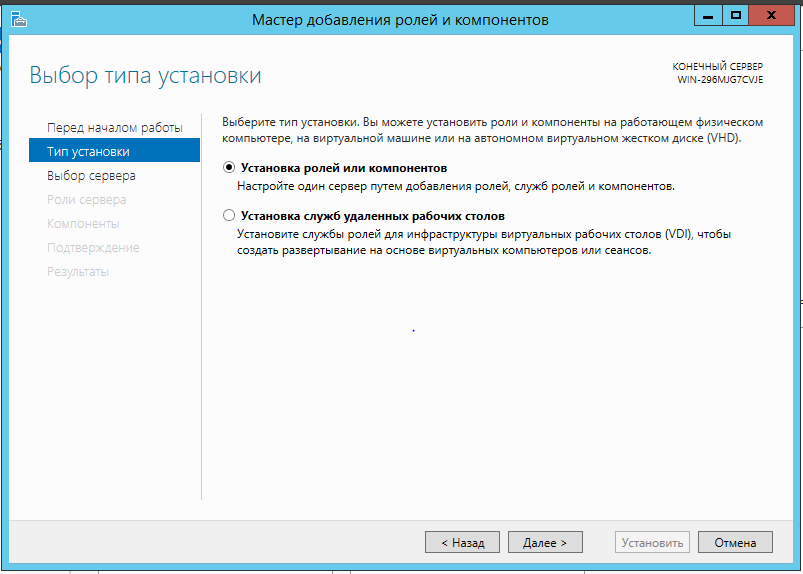 Мастер добавления ролей и компонентов
Выбор типа установки
КОНЕЧНЫЙ СЕРВЕР
WIN-296MJG7CVJE
Перед началом работы
Тип установки
Выбор сервера
Роли сервера
Компоненты
Подтверждение
Результаты
Выберите тип установки. Вы можете установить роли и компоненты на работающем физическом
компьютере, на виртуальной машине или на автономном виртуальном жестком диске (VHD).
Установка ролей или компонентов
Настройте один сервер путем добавления ролей, служб ролей и компонентов.
Установка служб удаленных рабочих столов
Установите службы ролей для инфраструктуры виртуальных рабочих столов (VDI), чтобы
создать развертывание на основе виртуальных компьютеров или сеансов.
< Назад
Далее >
Установить
Отмена